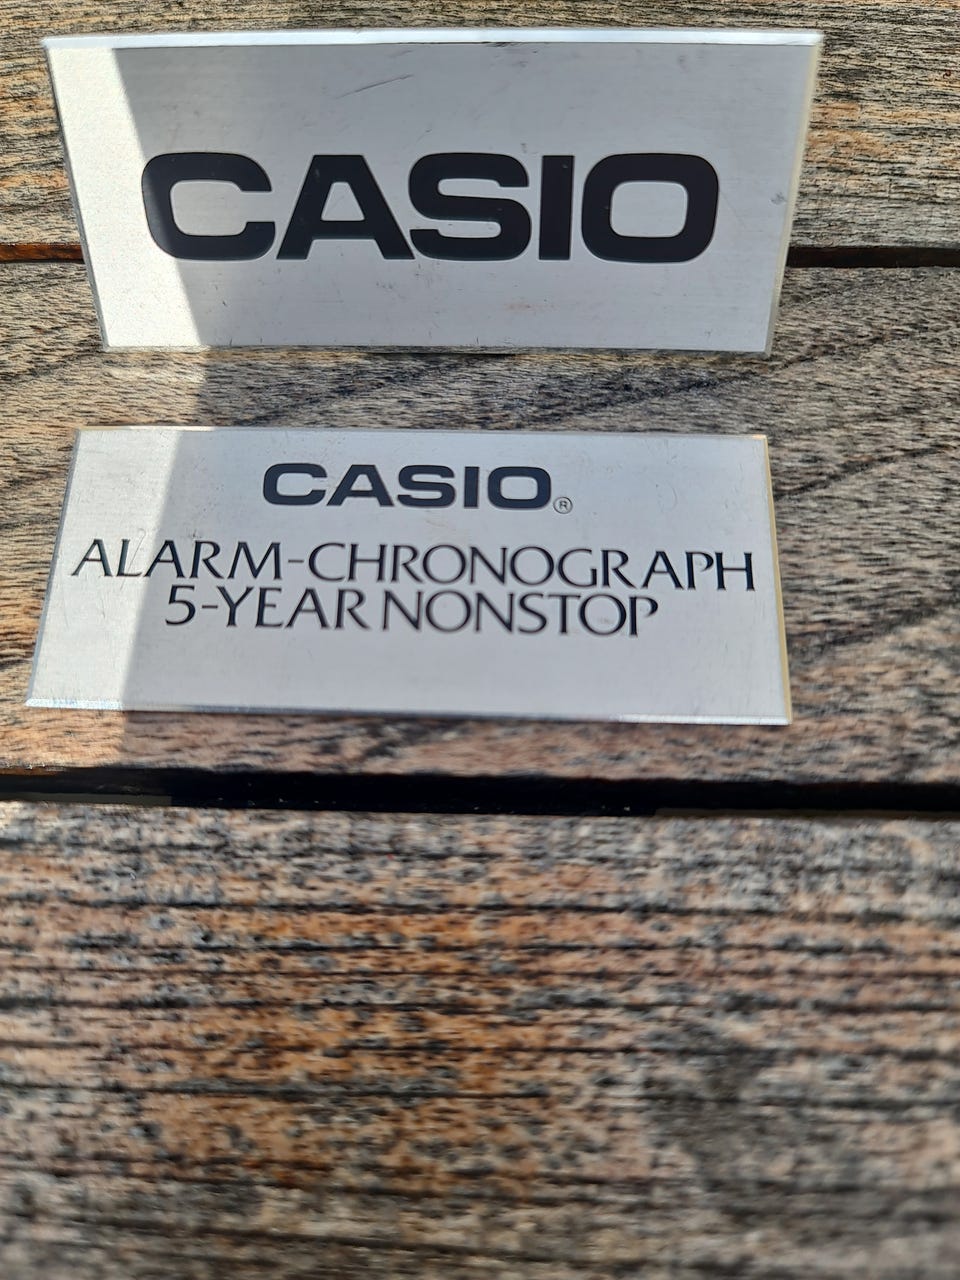 CASIO
CASIO®
ALARM-CHRONOGRAPH
5-YEAR NONSTOP